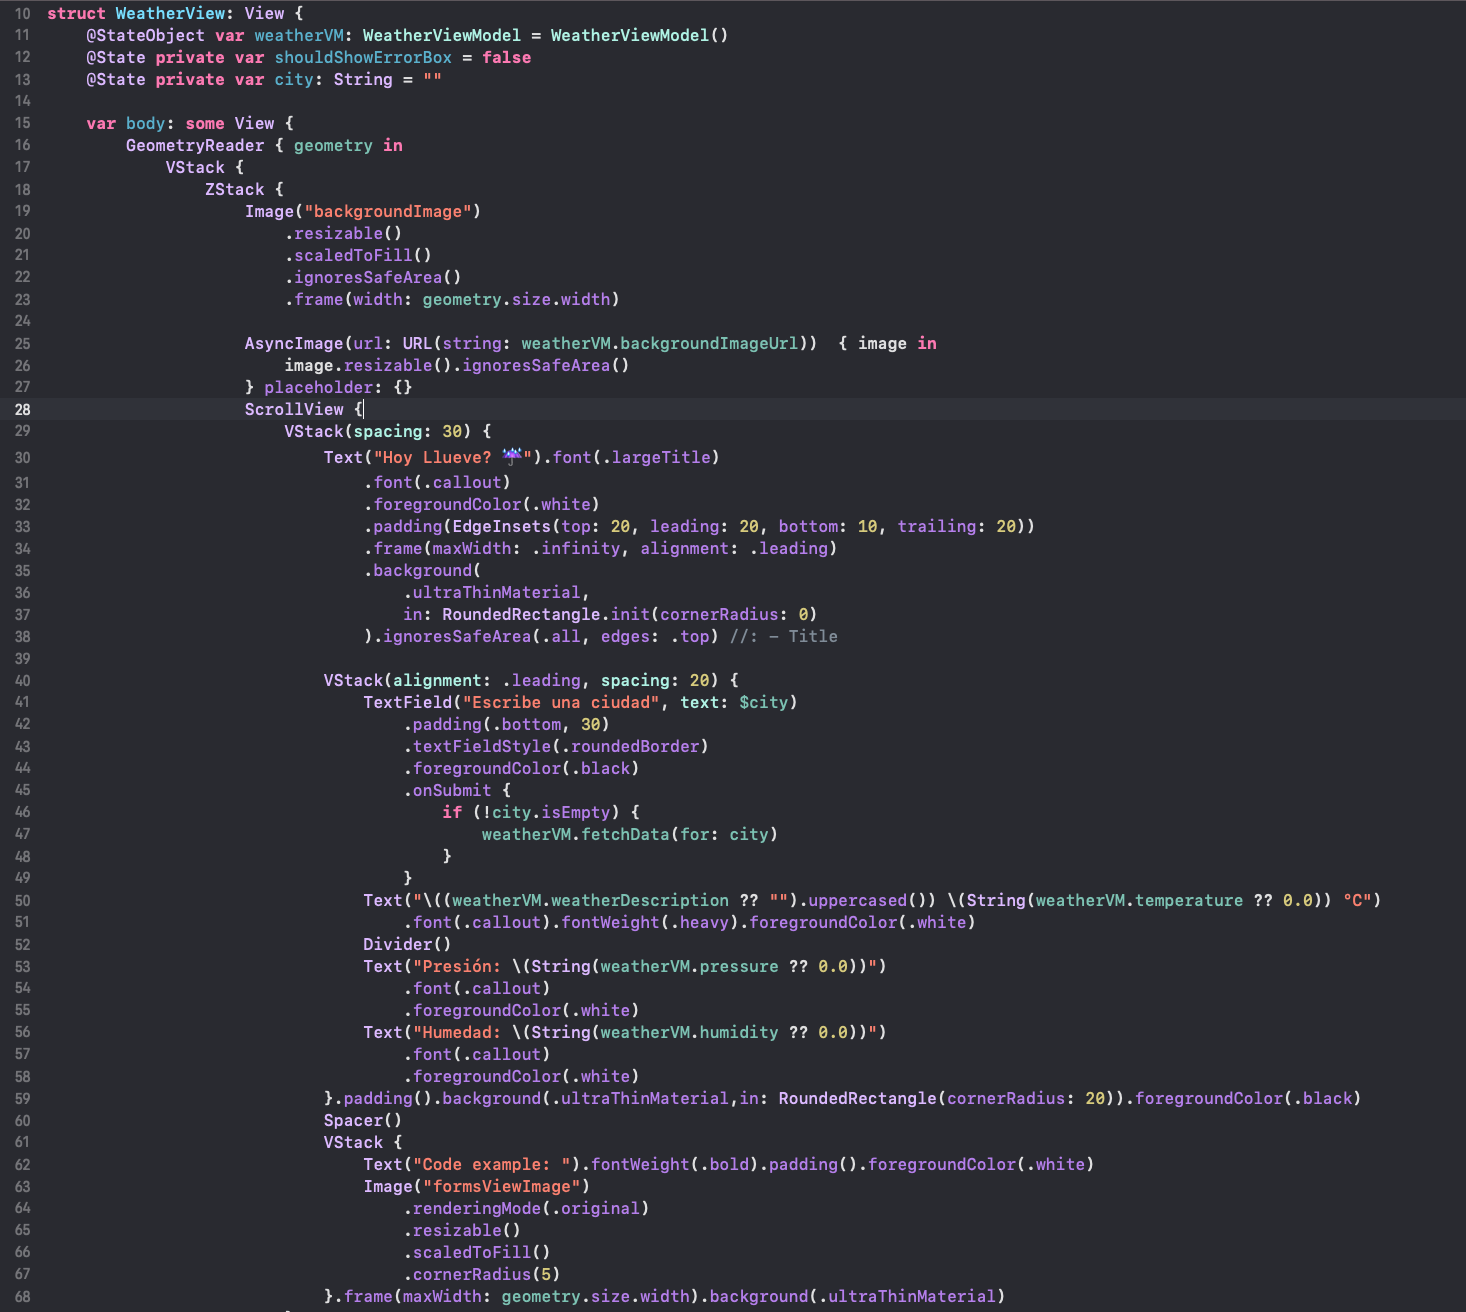 10 struct WeatherView: View {
11     @StateObject var weatherVM: WeatherViewModel = WeatherViewModel()
12     @State private var shouldShowErrorBox = false
13     @State private var city: String = ""
14
15     var body: some View {
16         GeometryReader { geometry in
17             VStack {
18                 ZStack {
19                     Image("backgroundImage")
20                         .resizable()
21                         .scaledToFill()
22                         .ignoresSafeArea()
23                         .frame(width: geometry.size.width)
24
25                     AsyncImage(url: URL(string: weatherVM.backgroundImageUrl))  { image in
26                         image.resizable().ignoresSafeArea()
27                     } placeholder: {}
28                     ScrollView {
29                         VStack(spacing: 30) {
30                             Text("Hoy Llueve? ☔").font(.largeTitle)
31                                 .font(.callout)
32                                 .foregroundColor(.white)
33                                 .padding(EdgeInsets(top: 20, leading: 20, bottom: 10, trailing: 20))
34                                 .frame(maxWidth: .infinity, alignment: .leading)
35                                 .background(
36                                     .ultraThinMaterial,
37                                     in: RoundedRectangle.init(cornerRadius: 0)
38                                 ).ignoresSafeArea(.all, edges: .top) //: - Title
39
40                             VStack(alignment: .leading, spacing: 20) {
41                                 TextField("Escribe una ciudad", text: $city)
42                                     .padding(.bottom, 30)
43                                     .textFieldStyle(.roundedBorder)
44                                     .foregroundColor(.black)
45                                     .onSubmit {
46                                         if (!city.isEmpty) {
47                                             weatherVM.fetchData(for: city)
48                                         }
49                                     }
50                                 Text("\((weatherVM.weatherDescription ?? "").uppercased()) \(String(weatherVM.temperature ?? 0.0)) °C")
51                                     .font(.callout).fontWeight(.heavy).foregroundColor(.white)
52                                 Divider()
53                                 Text("Presión: \(String(weatherVM.pressure ?? 0.0))")
54                                     .font(.callout)
55                                     .foregroundColor(.white)
56                                 Text("Humedad: \(String(weatherVM.humidity ?? 0.0))")
57                                     .font(.callout)
58                                     .foregroundColor(.white)
59                             }.padding().background(.ultraThinMaterial,in: RoundedRectangle(cornerRadius: 20)).foregroundColor(.black)
60                             Spacer()
61                             VStack {
62                                 Text("Code example: ").fontWeight(.bold).padding().foregroundColor(.white)
63                                 Image("formsViewImage")
64                                     .renderingMode(.original)
65                                     .resizable()
66                                     .scaledToFill()
67                                     .cornerRadius(5)
68                             }.frame(maxWidth: geometry.size.width).background(.ultraThinMaterial)